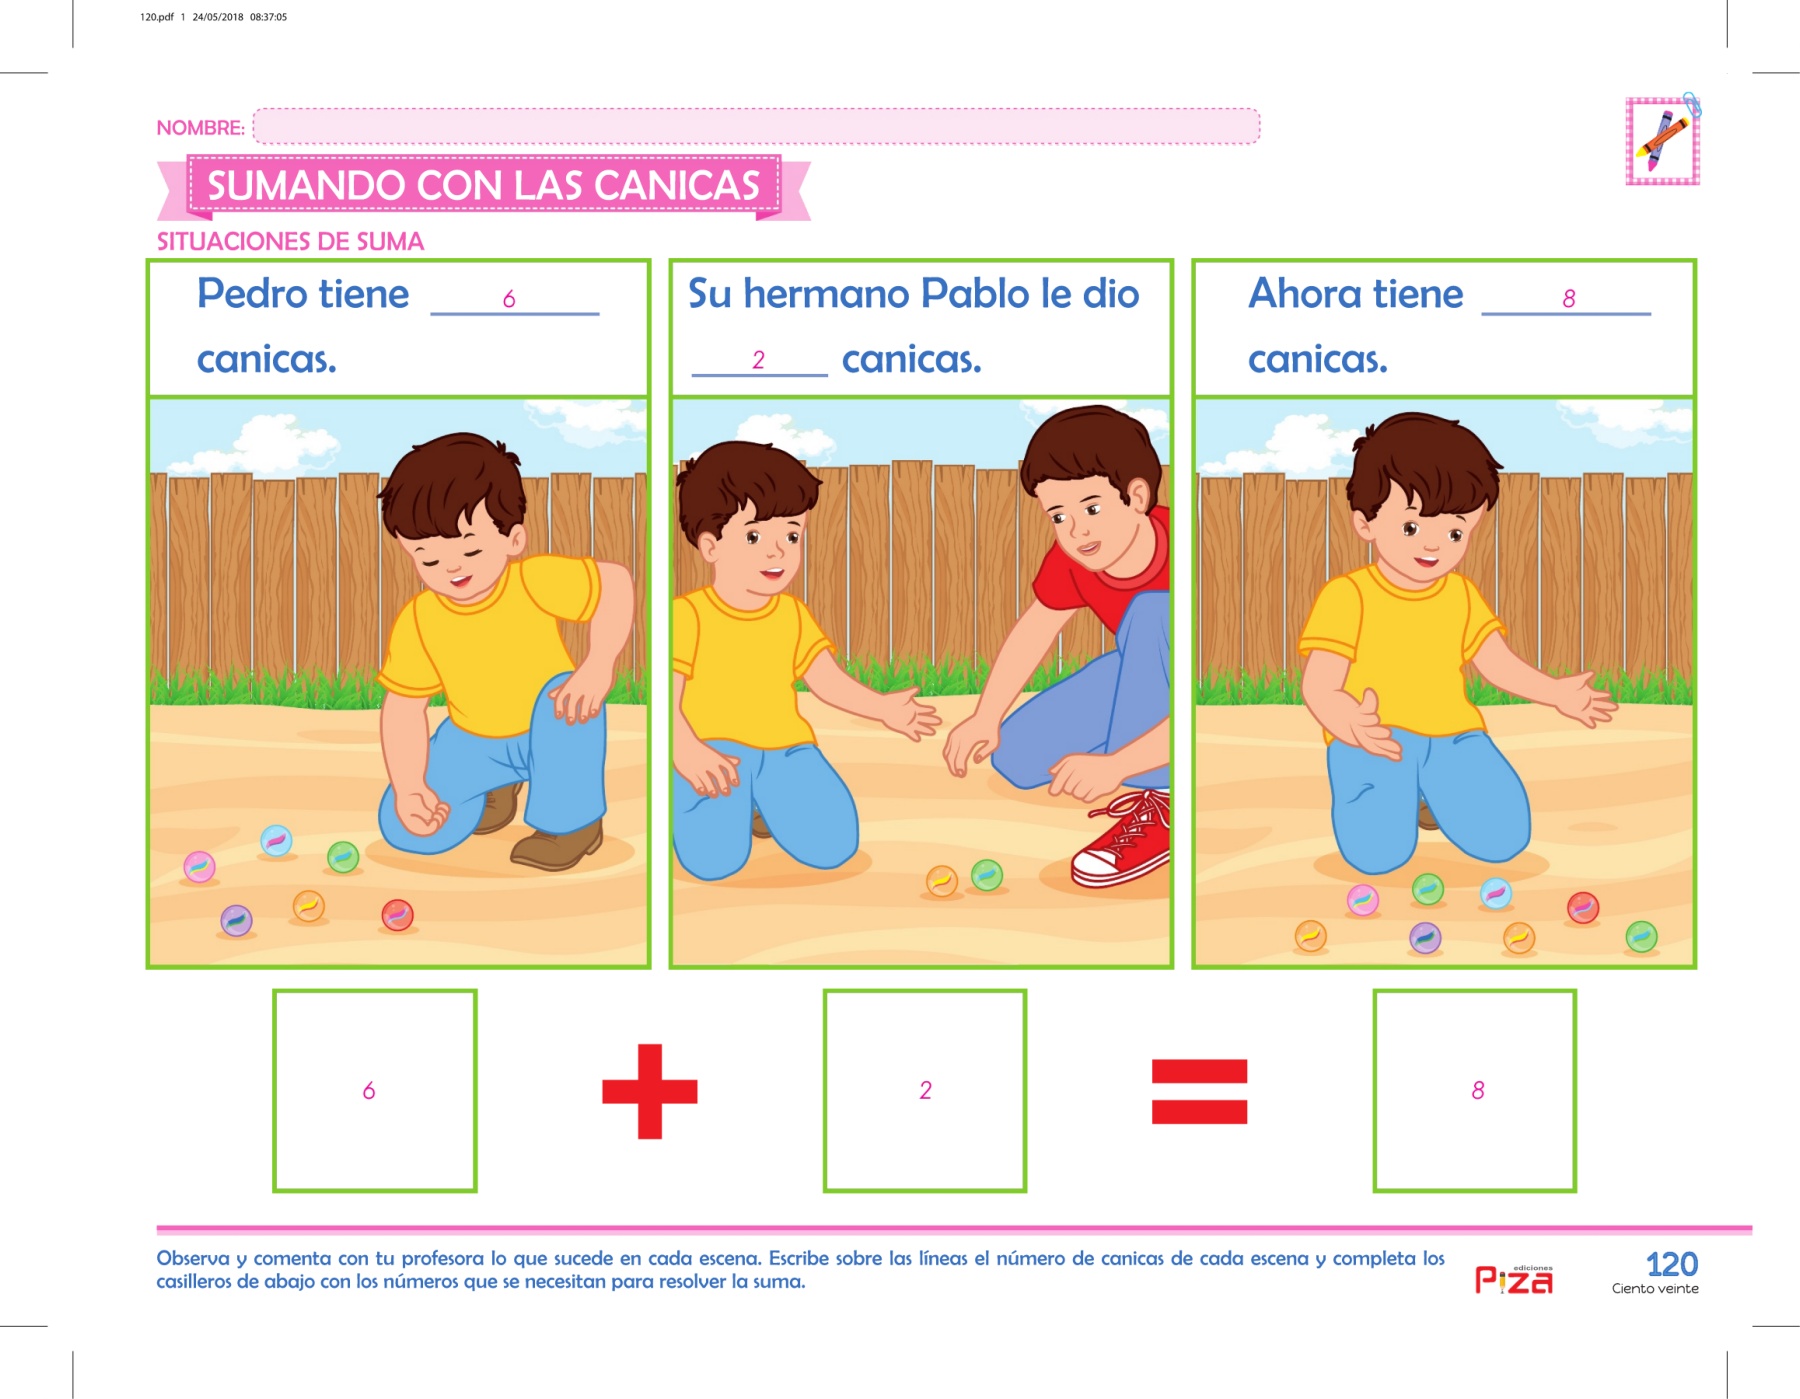 120.pdf 1 24/05/2018 08:37:05
NOMBRE:
SUMANDO CON LAS CANICAS
SITUACIONES DE SUMA
Pedro tiene 6
canicas.
Su hermano Pablo le dio
2 canicas.
Ahora tiene 8
canicas.
6 + 2 = 8
Observa y comenta con tu profesora lo que sucede en cada escena. Escribe sobre las líneas el número de canicas de cada escena y completa los
casilleros de abajo con los números que se necesitan para resolver la suma.
ediciones
Piza
120
Ciento veinte